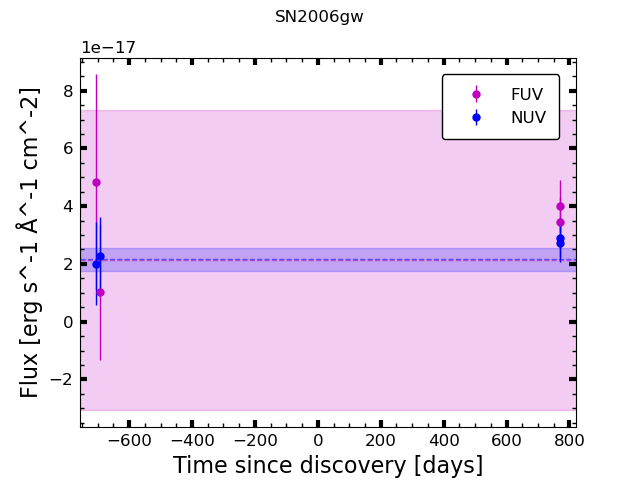 SN2006gw
1e−17
FUV
NUV
8
6
4
2
0
−2
Flux [erg s^-1 Å^-1 cm^-2]
−600 −400 −200 0 200 400 600 800
Time since discovery [days]